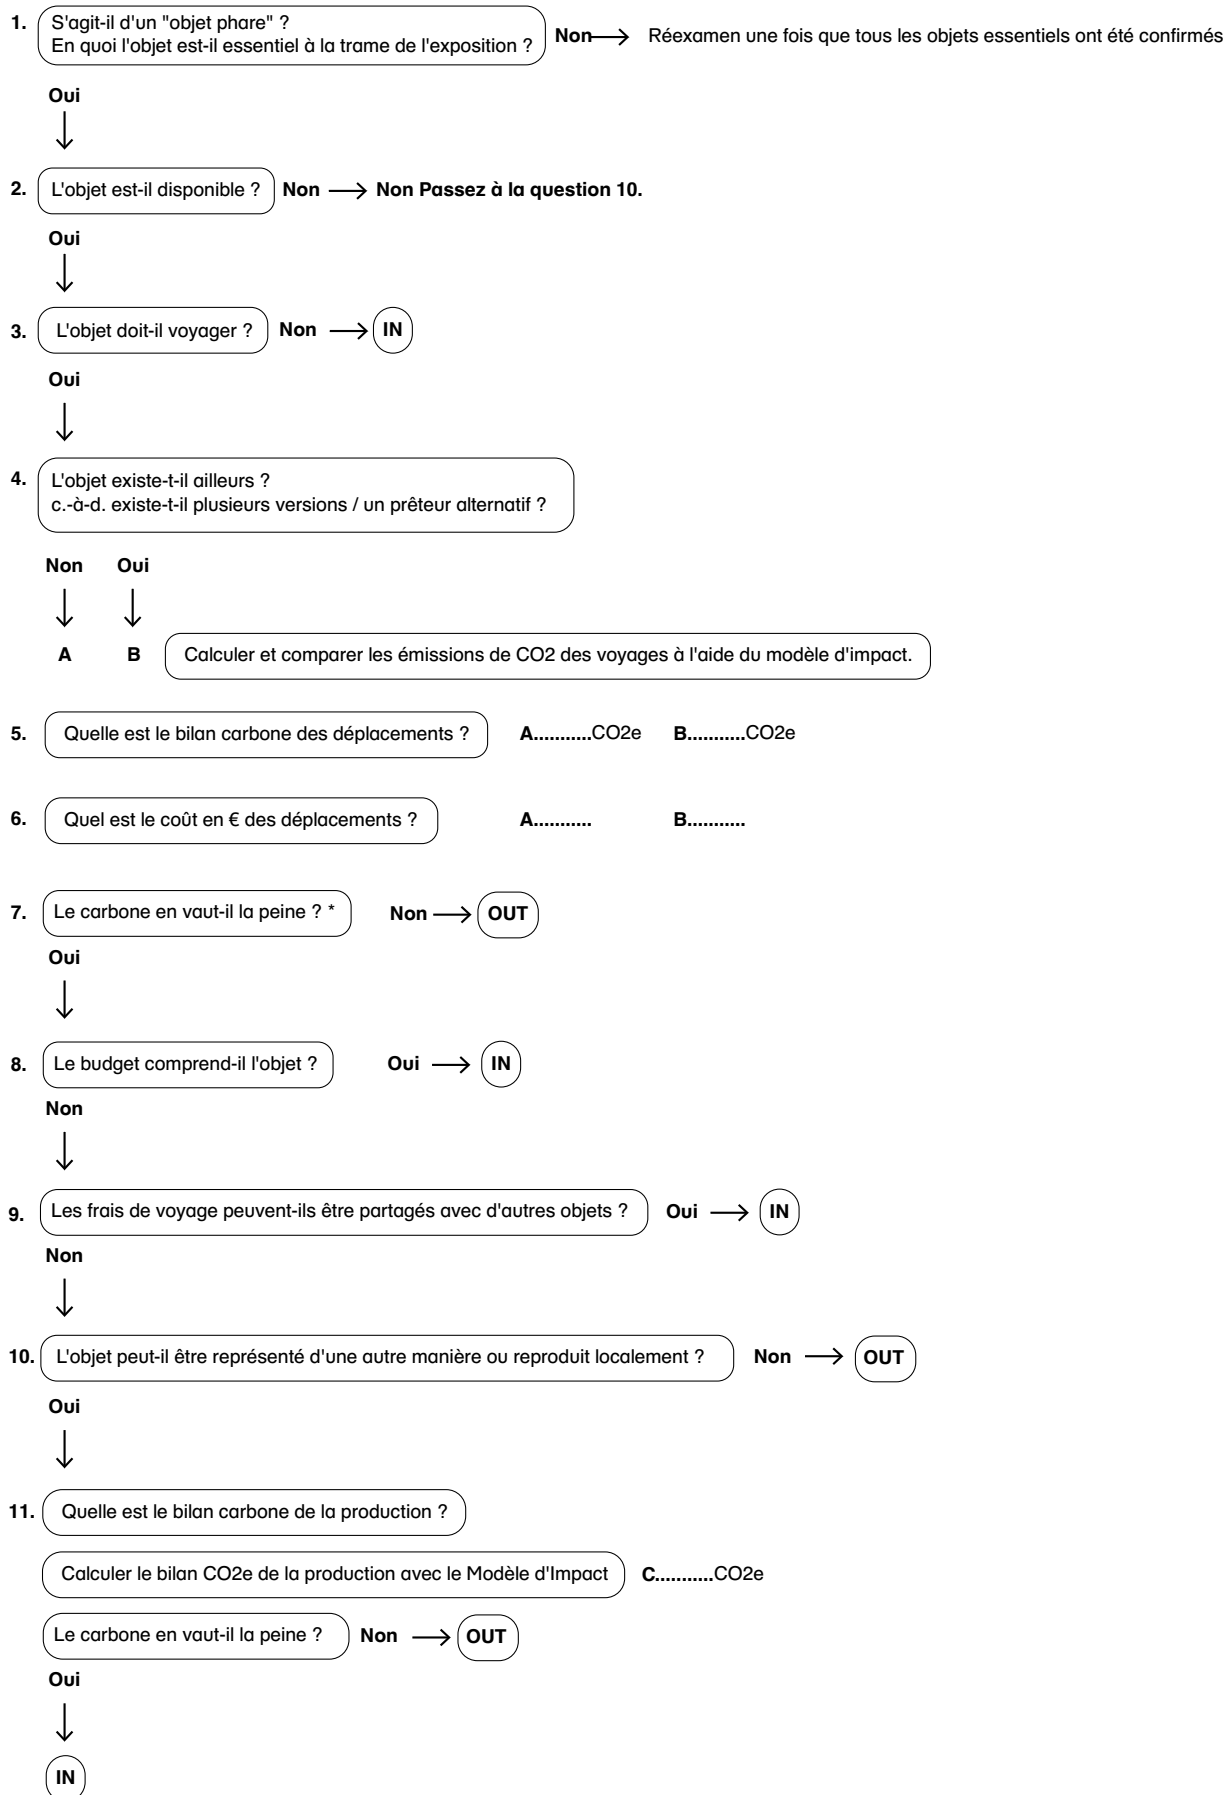 1. S'agit-il d'un "objet phare" ?
En quoi l'objet est-il essentiel à la trame de l'exposition ? Non Réexamen une fois que tous les objets essentiels ont été confirmés
Oui
2. L'objet est-il disponible ? Non Non Passez à la question 10.
Oui
3. L'objet doit-il voyager ? Non IN
Oui
4. L'objet existe-t-il ailleurs ?
c.-à-d. existe-t-il plusieurs versions / un prêteur alternatif ?
Non Oui
A B Calculer et comparer les émissions de CO2 des voyages à l'aide du modèle d'impact.
5. Quelle est le bilan carbone des déplacements ? A...........CO2e B...........CO2e
6. Quel est le coût en € des déplacements ? A........... B...........
7. Le carbone en vaut-il la peine ? * Non OUT
Oui
8. Le budget comprend-il l'objet ? Oui IN
Non
9. Les frais de voyage peuvent-ils être partagés avec d'autres objets ? Oui IN
Non
10. L'objet peut-il être représenté d'une autre manière ou reproduit localement ? Non OUT
Oui
11. Quelle est le bilan carbone de la production ?
Calculer le bilan CO2e de la production avec le Modèle d'Impact C...........CO2e
Le carbone en vaut-il la peine ? Non OUT
Oui
IN